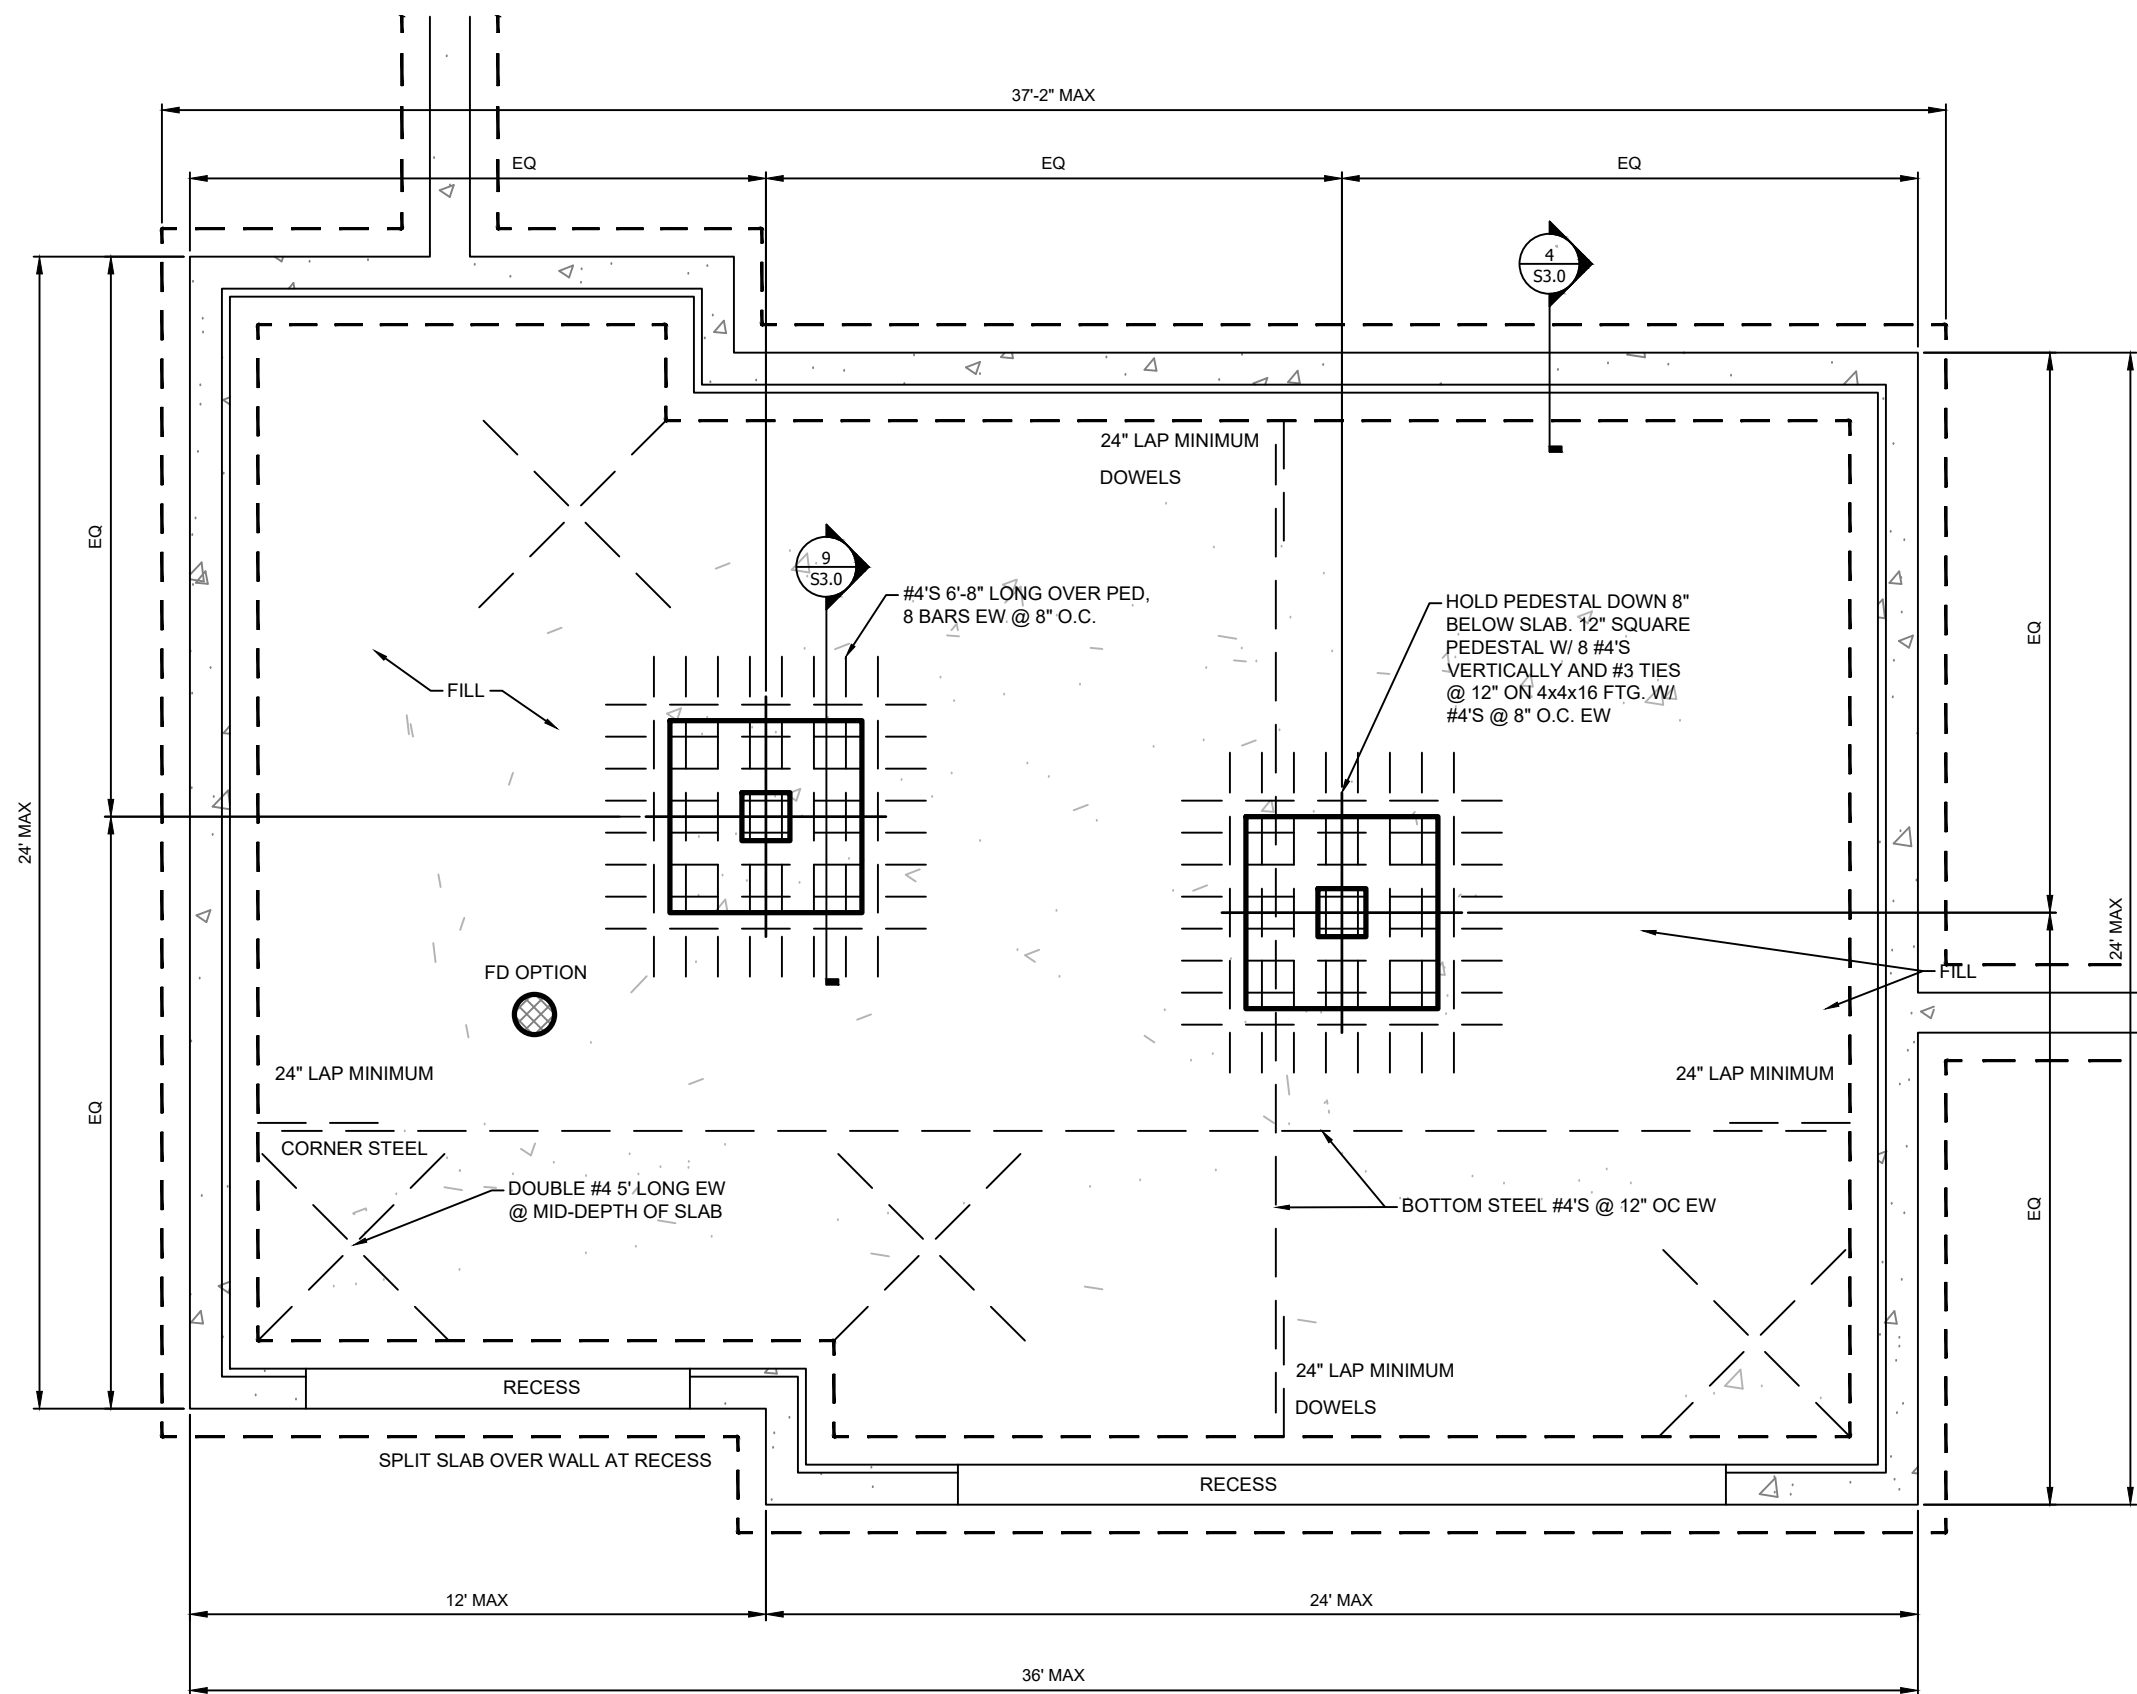 37'-2" MAX
EQ
EQ
EQ
4
S3.0
24" LAP MINIMUM
DOWELS
EQ
9
S3.0
#4'S 6'-8" LONG OVER PED,
8 BARS EW @ 8" O.C.
HOLD PEDESTAL DOWN 8"
BELOW SLAB. 12" SQUARE
PEDESTAL W/ 8 #4'S
VERTICALLY AND #3 TIES
@ 12" ON 4x4x16 FTG. W/
#4'S @ 8" O.C. EW
EQ
FILL
24' MAX
24' MAX
FD OPTION
FILL
24" LAP MINIMUM
24" LAP MINIMUM
EQ
CORNER STEEL
DOUBLE #4 5' LONG EW
@ MID-DEPTH OF SLAB
BOTTOM STEEL #4'S @ 12" OC EW
EQ
24" LAP MINIMUM
RECESS
DOWELS
SPLIT SLAB OVER WALL AT RECESS
RECESS
12' MAX
24' MAX
36' MAX